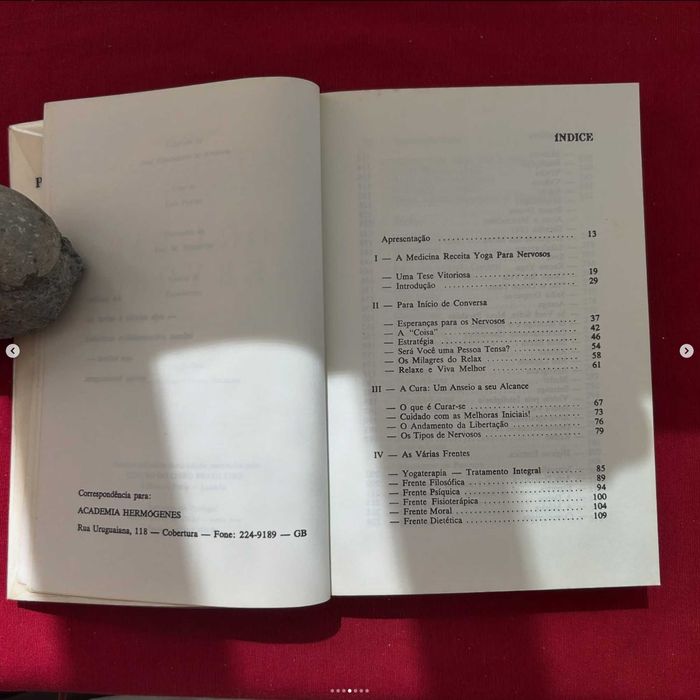 Correspondência para:
ACADEMIA HERMÓGENES
Rua Uruguaiana, 118 — Cobertura — Fone: 224-9189 — GB
ÍNDICE
Apresentação .............................. 13
I — A Medicina Receita Yoga Para Nervosos
— Uma Tese Vitoriosa .............................. 19
— Introdução .............................. 29
II — Para Início de Conversa
— Esperanças para os Nervosos .............................. 37
— A "Coisa" .............................. 42
— Estratégia .............................. 46
— Será Você uma Pessoa Tensa? .............................. 54
— Os Milagres do Relax .............................. 58
— Relaxe e Viva Melhor .............................. 61
III — A Cura: Um Anseio a seu Alcance
— O que é Curar-se .............................. 67
— Cuidado com as Melhoras Iniciais! .............................. 73
— O Andamento da Libertação .............................. 76
— Os Tipos de Nervosos .............................. 79
IV — As Várias Frentes
— Yogaterapia — Tratamento Integral .............................. 85
— Frente Filosófica .............................. 89
— Frente Psíquica .............................. 94
— Frente Fisioterápica .............................. 100
— Frente Moral .............................. 104
— Frente Dietética .............................. 109